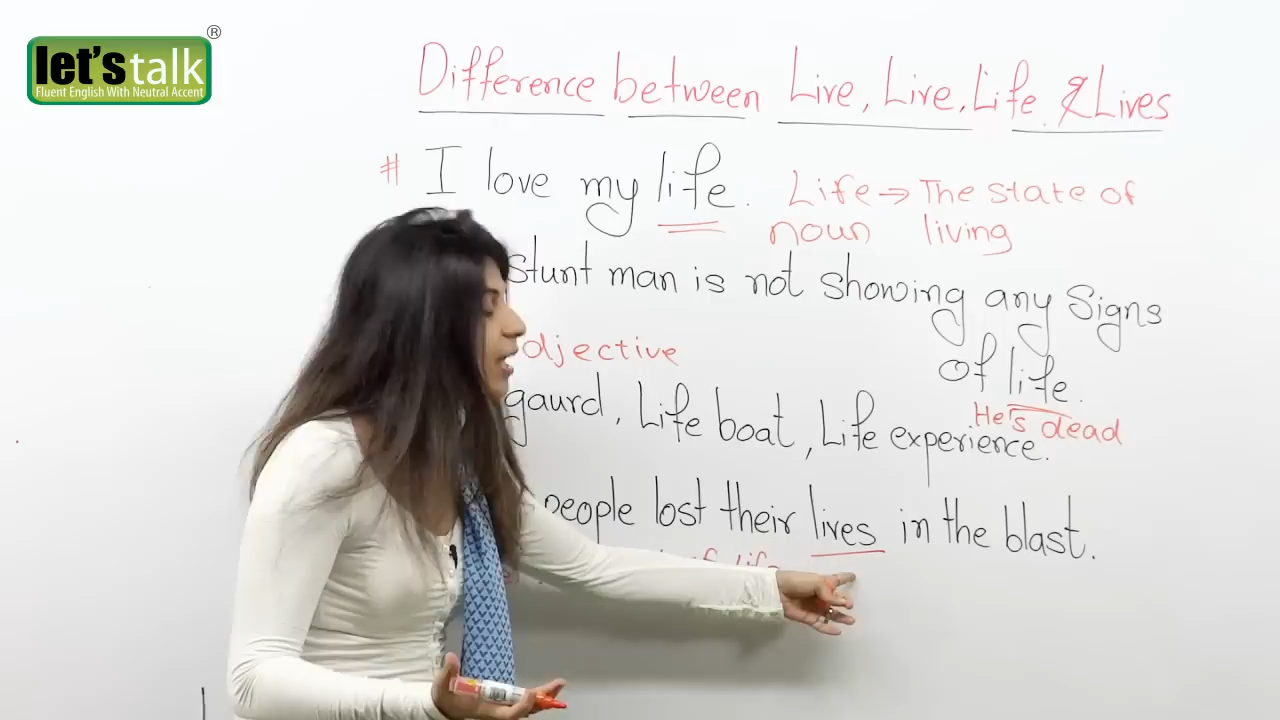 let's talk ®
Fluent English With Neutral Accent
Difference between Live, Live, Life & Lives
# I love my life. Life → The state of
noun living
stunt man is not showing any signs
of life.
djective
He's dead
gaurd, Life boat, Life experience.
people lost their lives in the blast.
of life